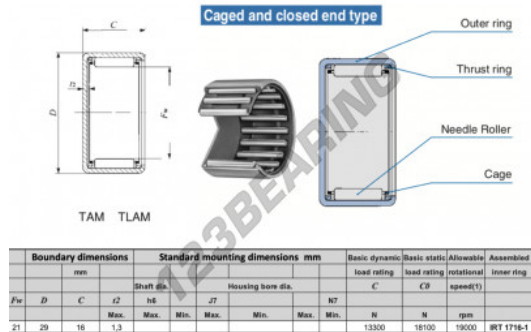 Caged and closed end type
C
t2
D
Fw
TAM TLAM
Outer ring
Thrust ring
Needle Roller
Cage
123BEARING
Boundary dimensions Standard mounting dimensions mm Basic dynamic Basic static Allowable Assembled
mm load rating load rating rotational inner ring
Shaft dia. Housing bore dia. C C0 speed(1)
Fw D C t2 h6 J7 N7
Max. Max. Min. Max. Min. Max. Min. N N rpm
21 29 16 1,3 13300 18100 19000 IRT 1716-1